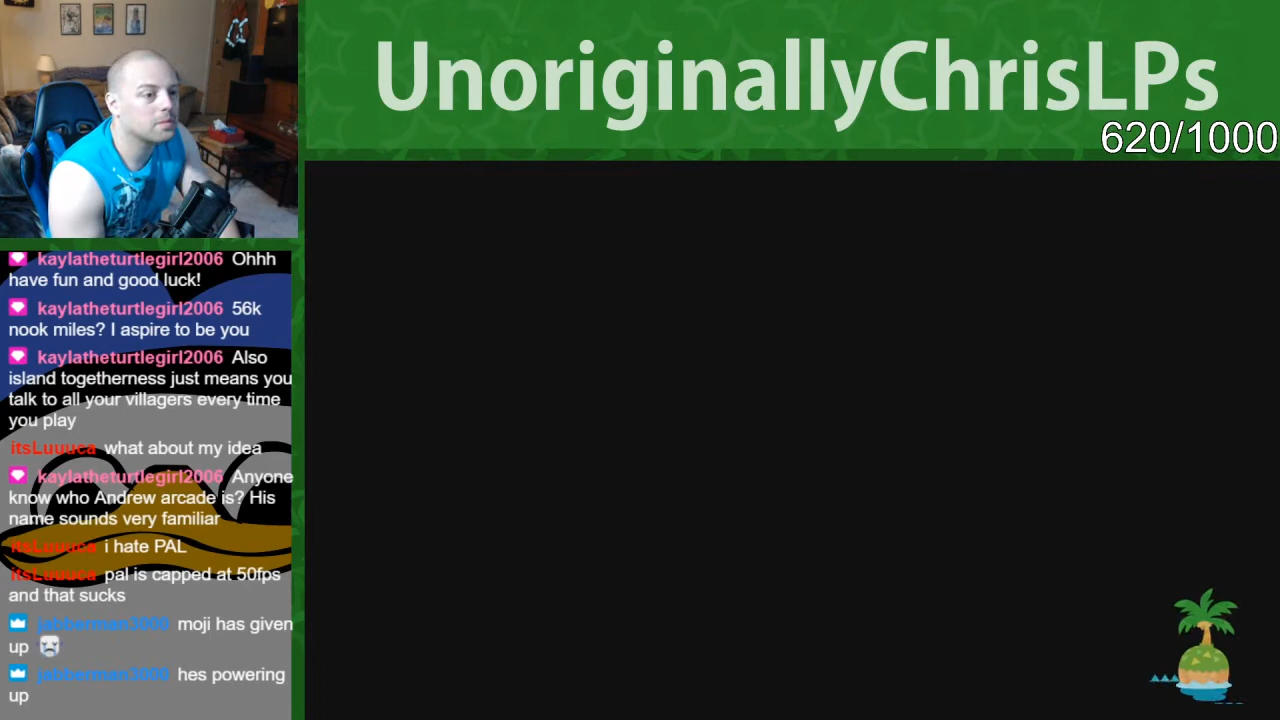 UnoriginallyChrisLPs
620/1000
kaylatheturtlegirl2006 Ohhh
have fun and good luck!
kaylatheturtlegirl2006 56k
nook miles? I aspire to be you
kaylatheturtlegirl2006 Also
island togetherness just means you
talk to all your villagers every time
you play
itsLuuuca what about my idea
kaylatheturtlegirl2006 Anyone
know who Andrew arcade is? His
name sounds very familiar
itsLuuuca i hate PAL
itsLuuuca pal is capped at 50fps
and that sucks
jabberman3000 moji has given
up
jabberman3000 hes powering
up